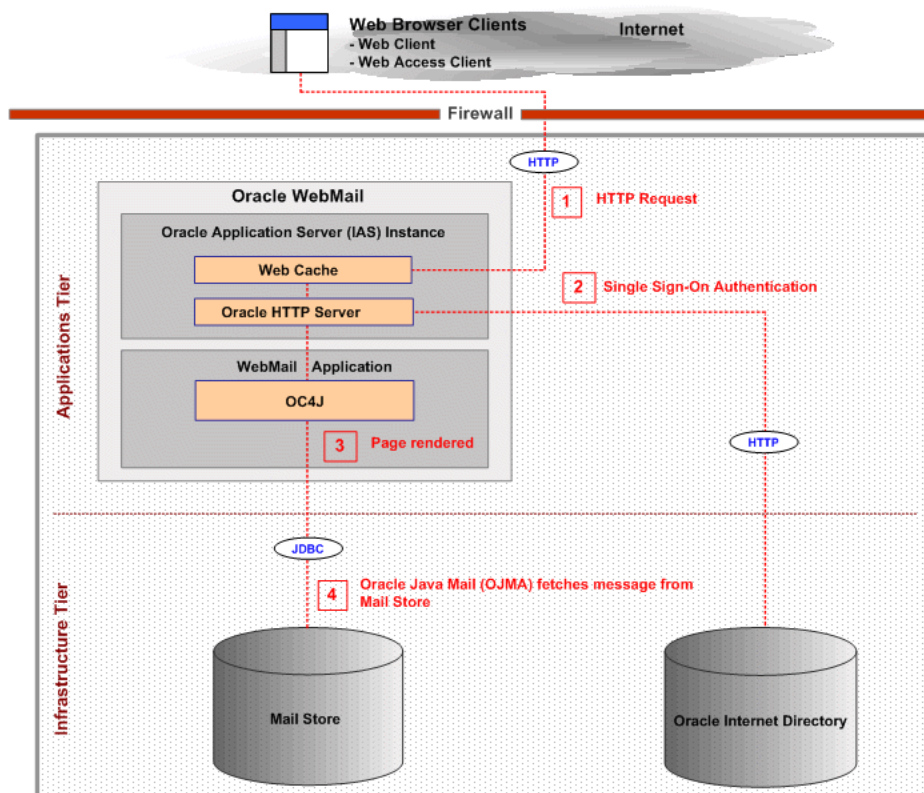 Web Browser Clients
- Web Client
- Web Access Client
Internet
Firewall
HTTP
Oracle WebMail
1 HTTP Request
Oracle Application Server (IAS) Instance
Web Cache
2 Single Sign-On Authentication
Oracle HTTP Server
WebMail Application
OC4J
3 Page rendered
HTTP
Applications Tier
JDBC
4 Oracle Java Mail (OJMA) fetches message from
Mail Store
Infrastructure Tier
Mail Store
Oracle Internet Directory